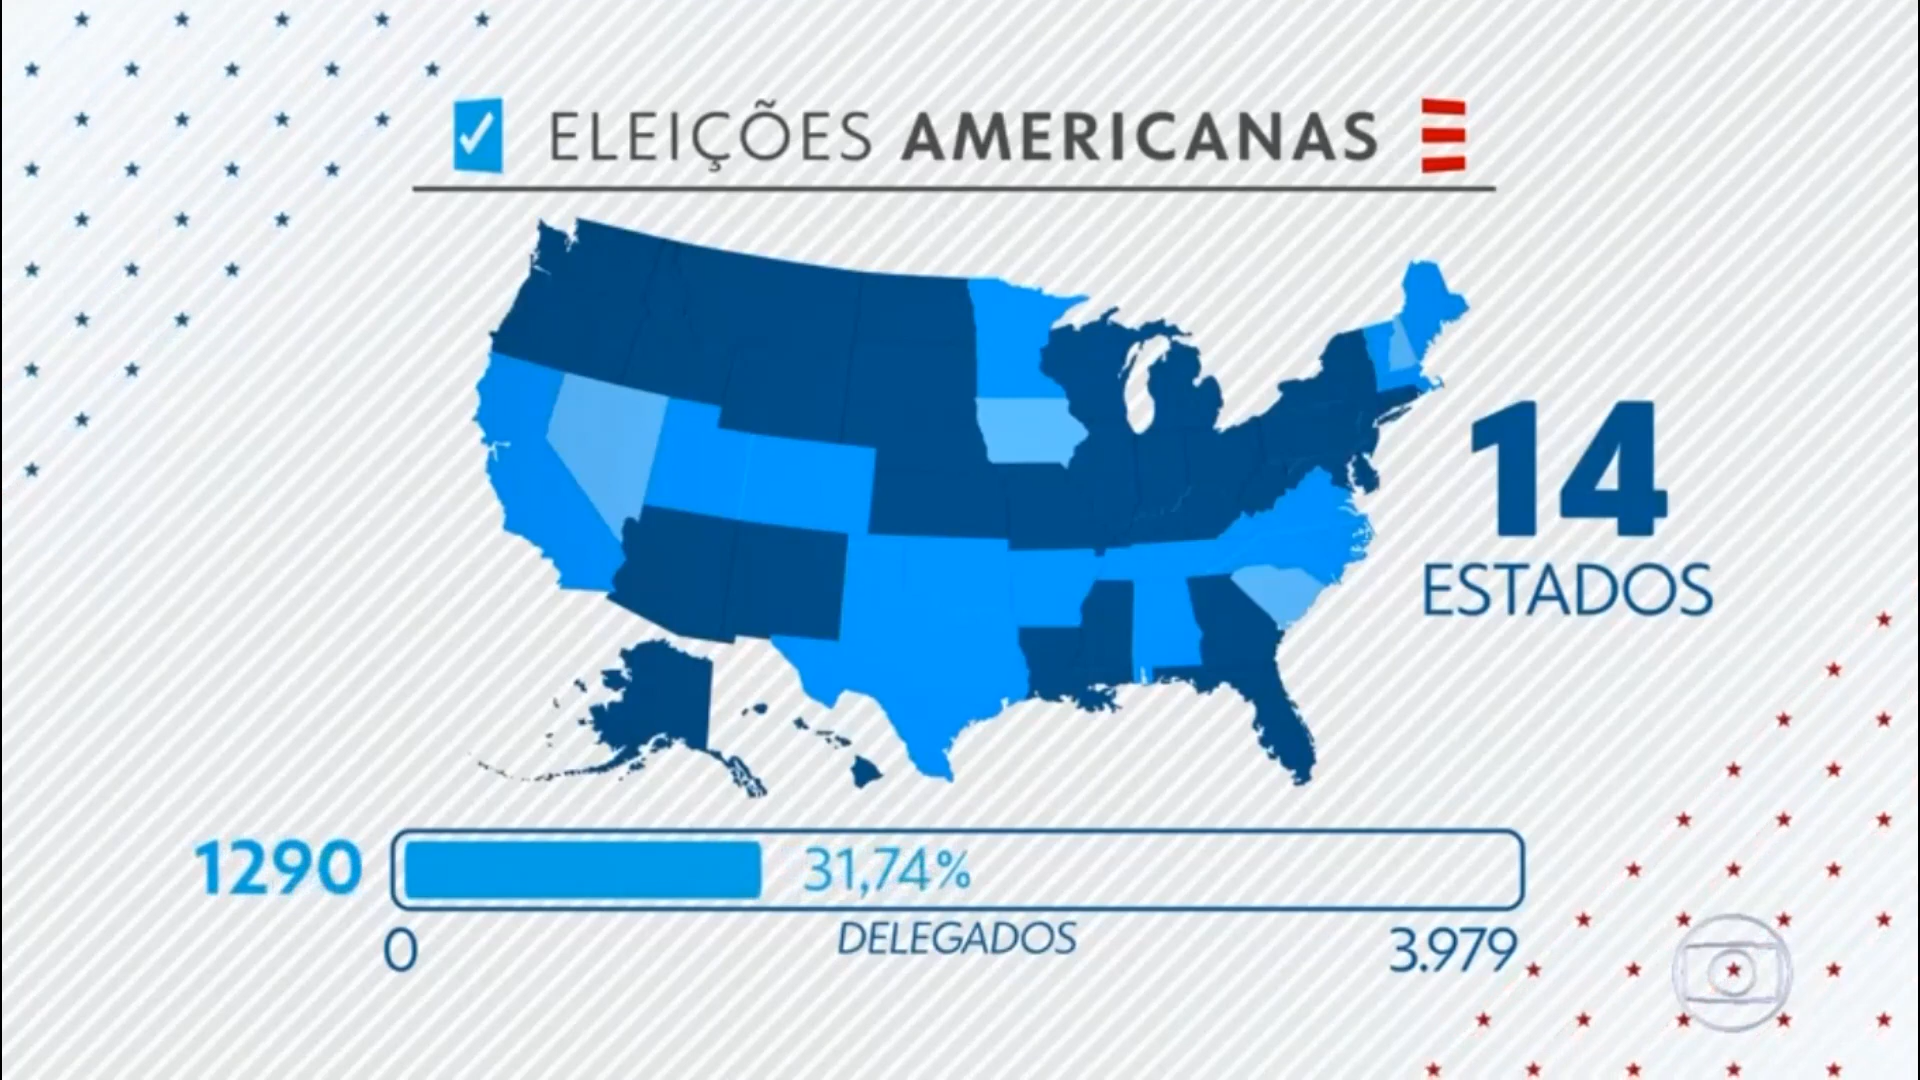 ELEIÇÕES AMERICANAS
14
ESTADOS
1290
31,74%
0
DELEGADOS
3.979